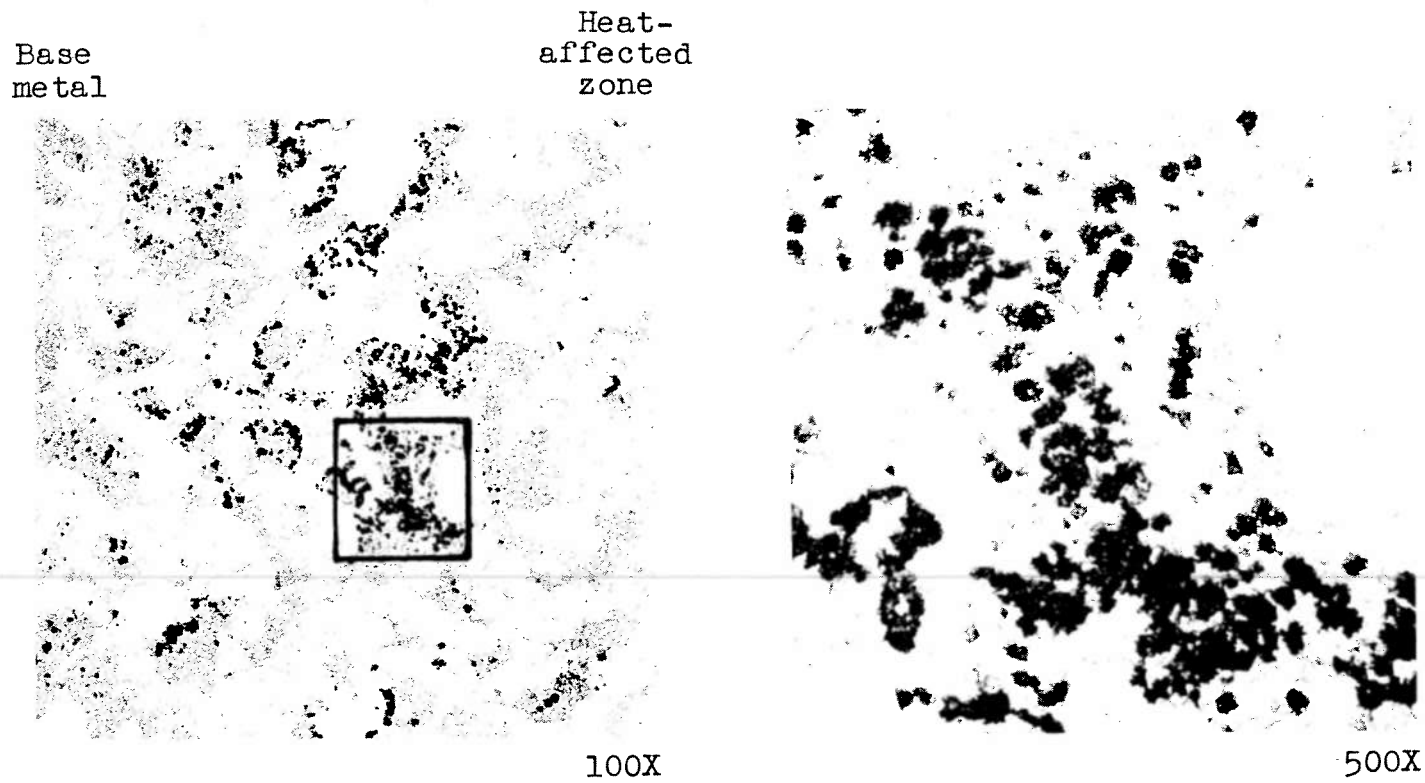 Base
metal
Heat-
affected
zone
100X
500X